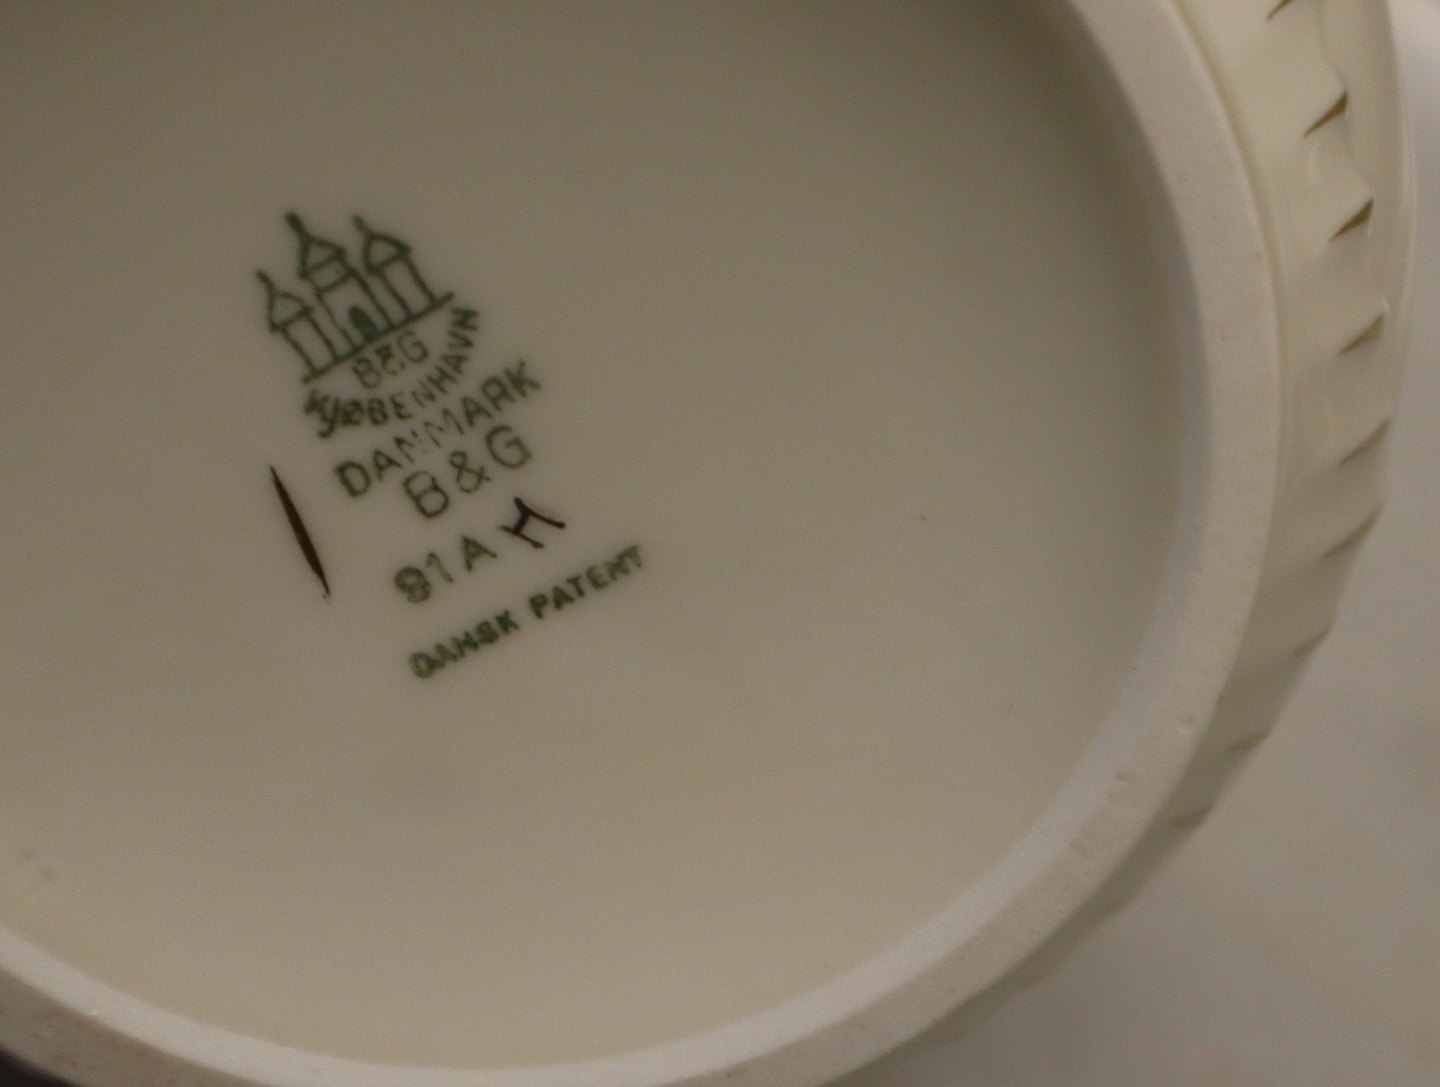 B&G
KJØBENHAVN
DANMARK
B&G
91A H
DANSK PATENT